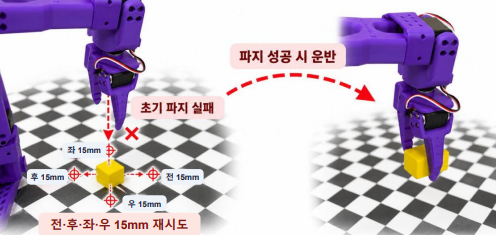 파지 성공 시 운반
초기 파지 실패
좌 15mm
후 15mm
전 15mm
우 15mm
전·후·좌·우 15mm 재시도